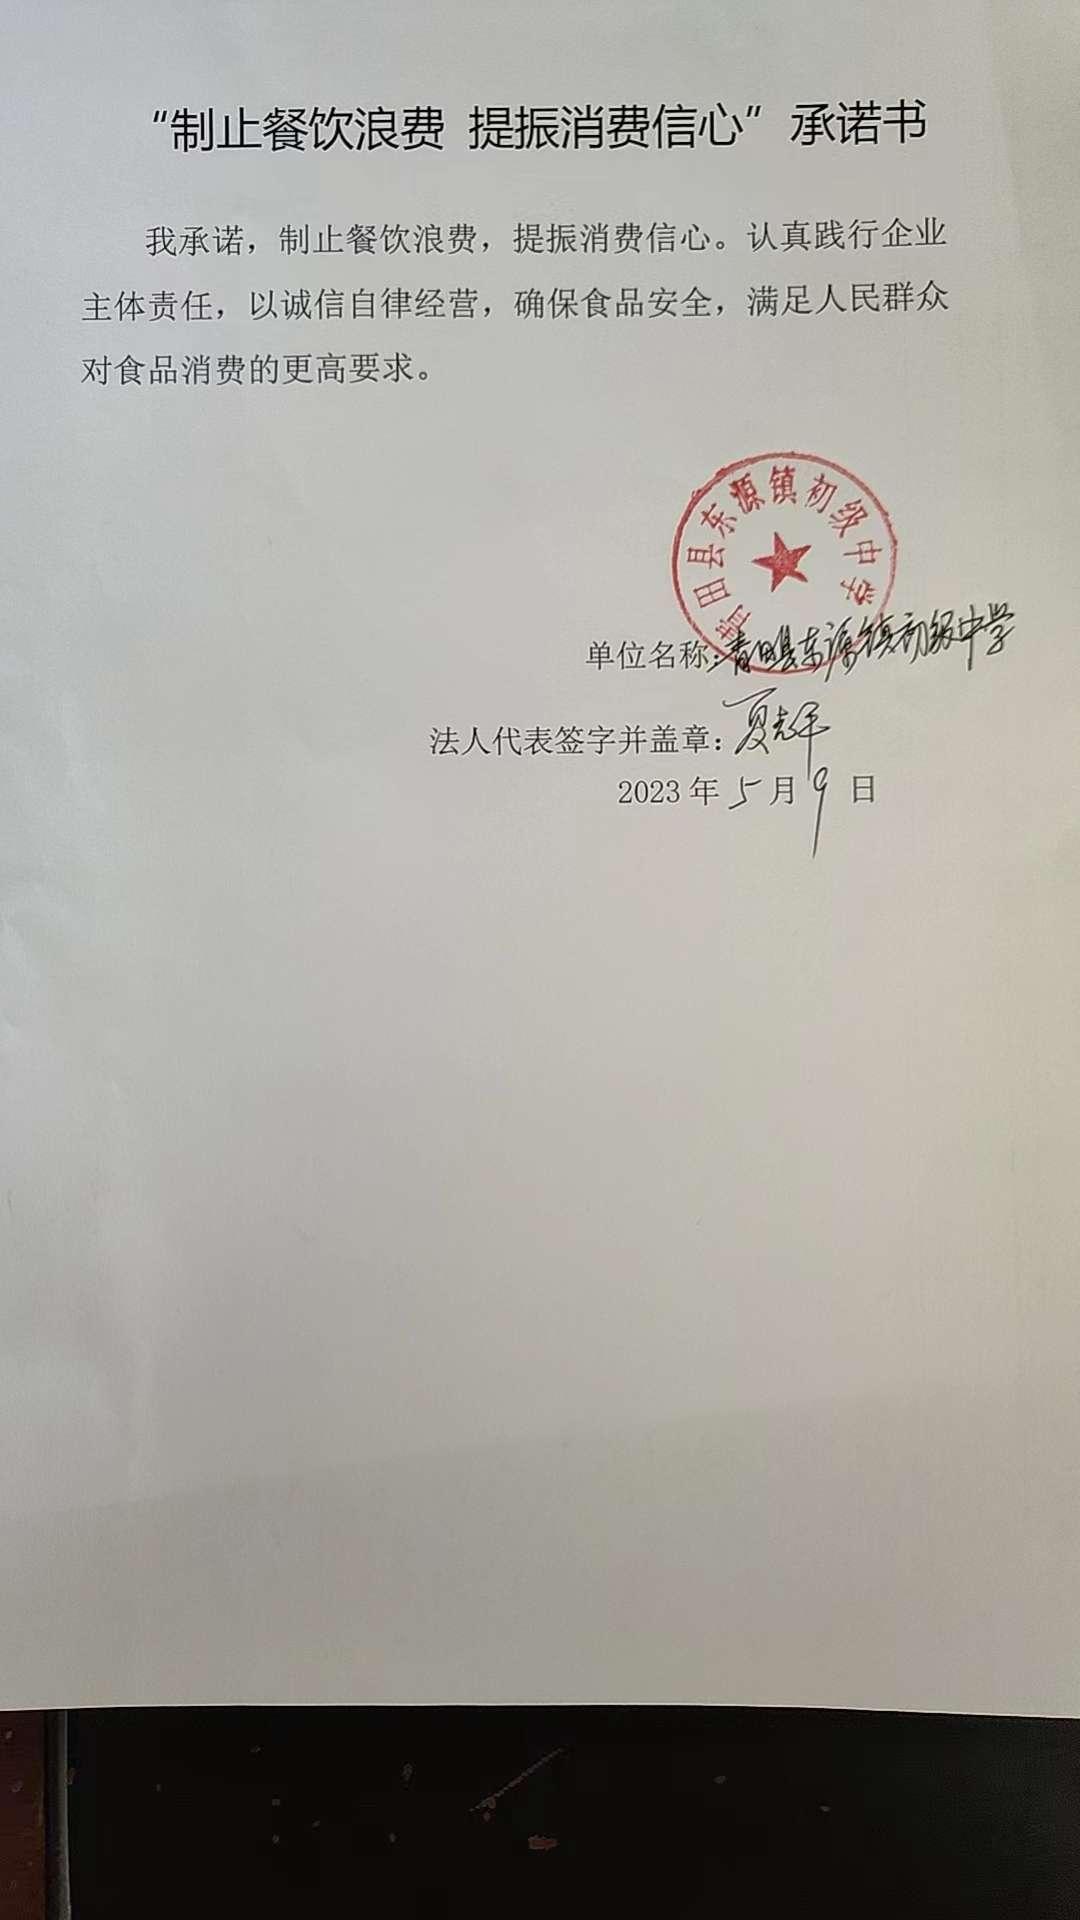 “制止餐饮浪费 提振消费信心”承诺书
我承诺，制止餐饮浪费，提振消费信心。认真践行企业
主体责任，以诚信自律经营，确保食品安全，满足人民群众
对食品消费的更高要求。
青田县东源镇初级中学
单位名称：青田县东源镇初级中学
法人代表签字并盖章：夏
2023年5月9日